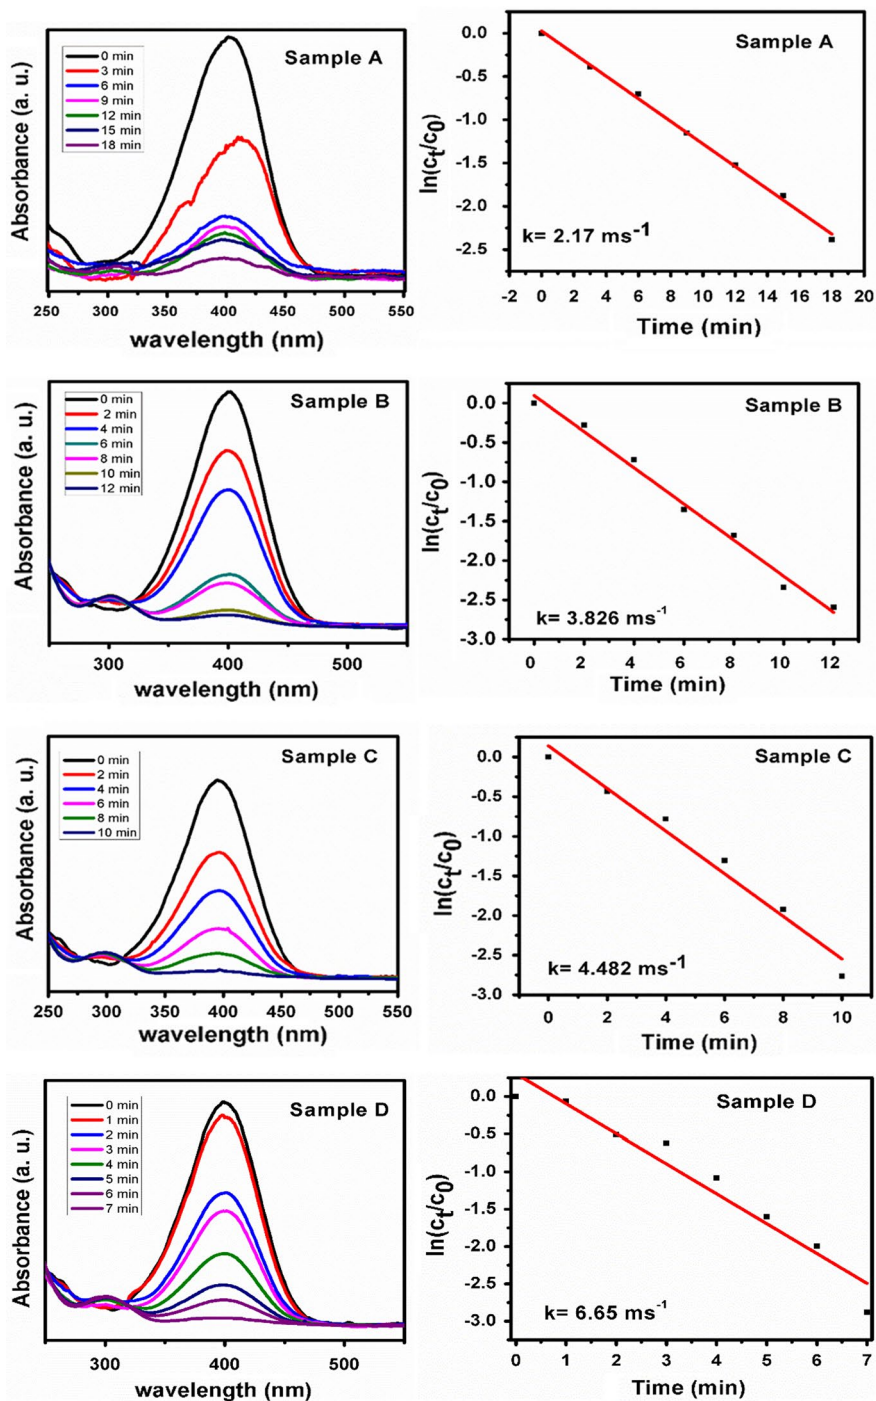 Sample A
0 min
3 min
6 min
9 min
12 min
15 min
18 min
Absorbance (a. u.)
250 300 350 400 450 500 550
wavelength (nm)
Sample A
0.0
-0.5
-1.0
-1.5
-2.0
-2.5
ln(ct/c0)
k= 2.17 ms-1
-2 0 2 4 6 8 10 12 14 16 18 20
Time (min)
Sample B
0 min
2 min
4 min
6 min
8 min
10 min
12 min
Absorbance (a. u.)
300 400 500
wavelength (nm)
Sample B
0.0
-0.5
-1.0
-1.5
-2.0
-2.5
-3.0
ln(ct/c0)
k= 3.826 ms-1
0 2 4 6 8 10 12
Time (min)
Sample C
0 min
2 min
4 min
6 min
8 min
10 min
Absorbance (a. u.)
250 300 350 400 450 500 550
wavelength (nm)
Sample C
0.0
-0.5
-1.0
-1.5
-2.0
-2.5
-3.0
ln(ct/c0)
k= 4.482 ms-1
0 2 4 6 8 10
Time (min)
Sample D
0 min
1 min
2 min
3 min
4 min
5 min
6 min
7 min
Absorbance (a. u.)
300 400 500
wavelength (nm)
Sample D
0.0
-0.5
-1.0
-1.5
-2.0
-2.5
-3.0
ln(ct/c0)
k= 6.65 ms-1
0 1 2 3 4 5 6 7
Time (min)